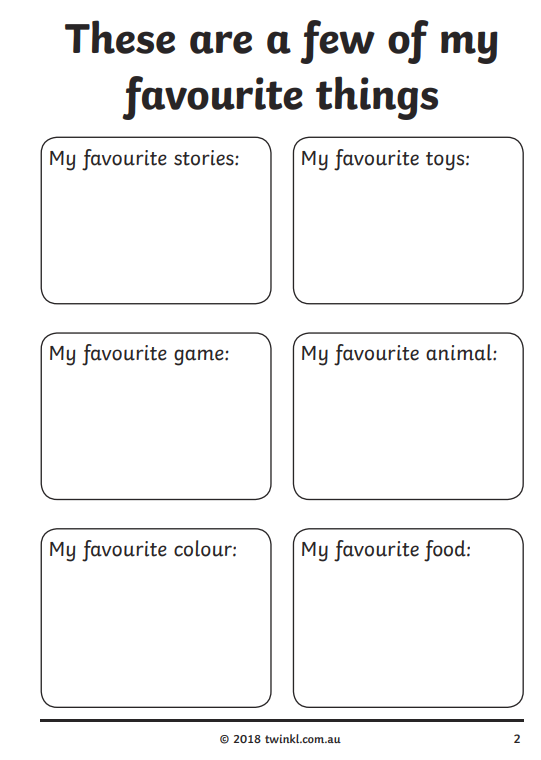 These are a few of my
favourite things
My favourite stories:
My favourite toys:
My favourite game:
My favourite animal:
My favourite colour:
My favourite food:
© 2018 twinkl.com.au
2